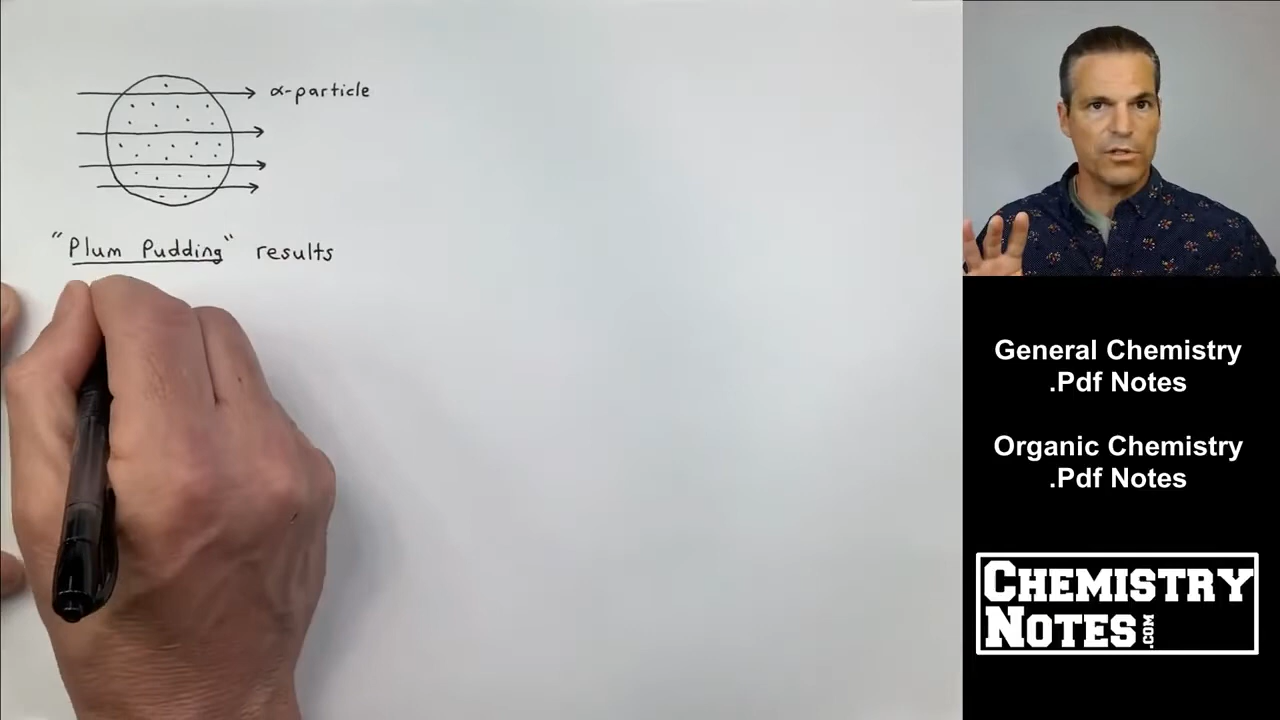 α-particle
"Plum Pudding" results
General Chemistry
.Pdf Notes
Organic Chemistry
.Pdf Notes
CHEMISTRY
NOTES.COM